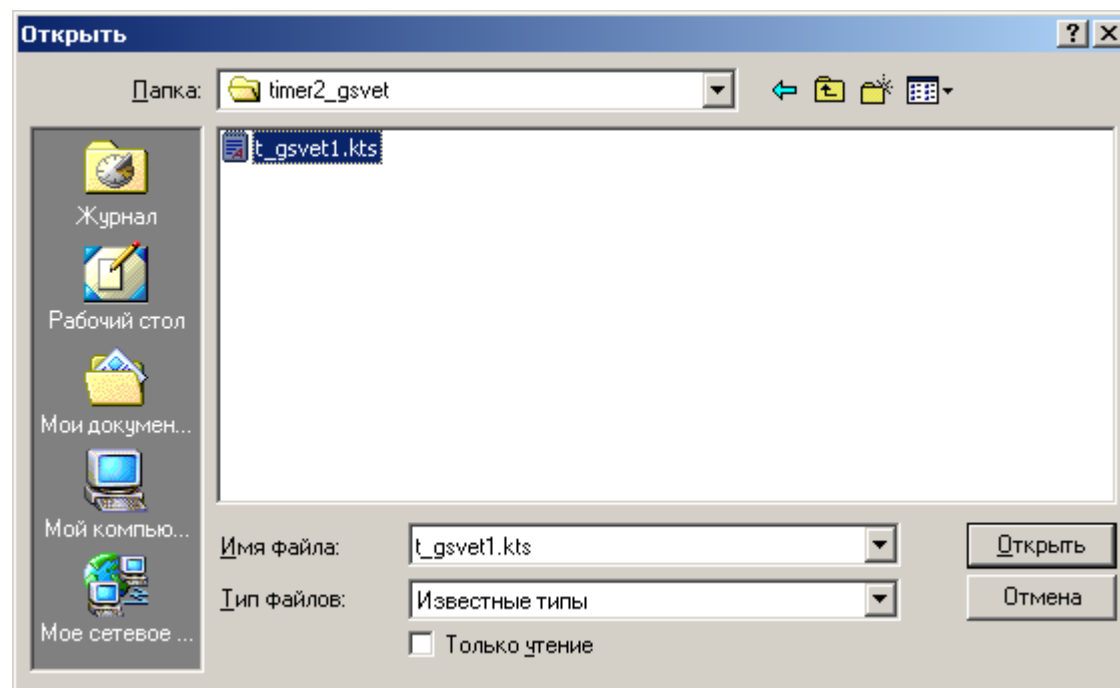 Открыть
Папка: timer2_gsvet
t_gsvet1.kts
Журнал
Рабочий стол
Мои докумен...
Мой компью...
Мое сетевое ...
Имя файла: t_gsvet1.kts Открыть
Тип файлов: Известные типы Отмена
Только чтение